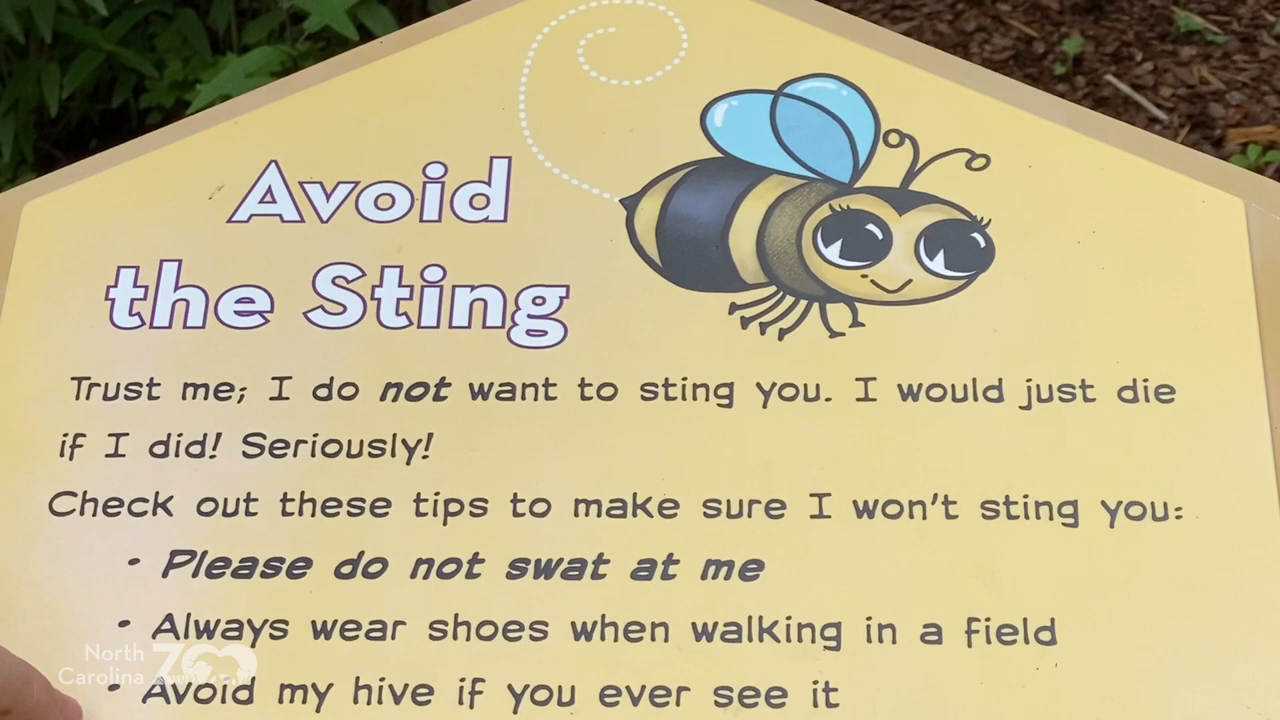 Avoid
the Sting
Trust me; I do not want to sting you. I would just die
if I did! Seriously!
Check out these tips to make sure I won't sting you:
• Please do not swat at me
• Always wear shoes when walking in a field
• Avoid my hive if you ever see it
North
Carolina ZOO